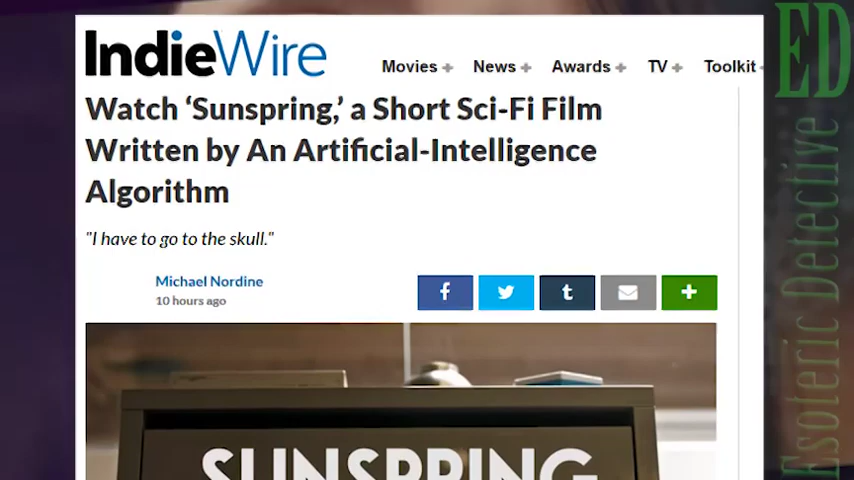 IndieWire
Movies + News + Awards + TV + Toolkit
Watch ‘Sunspring,’ a Short Sci-Fi Film
Written by An Artificial-Intelligence
Algorithm
"I have to go to the skull."
Michael Nordine
10 hours ago
f t +
SUNSPRING
ED
Esoteric Detective